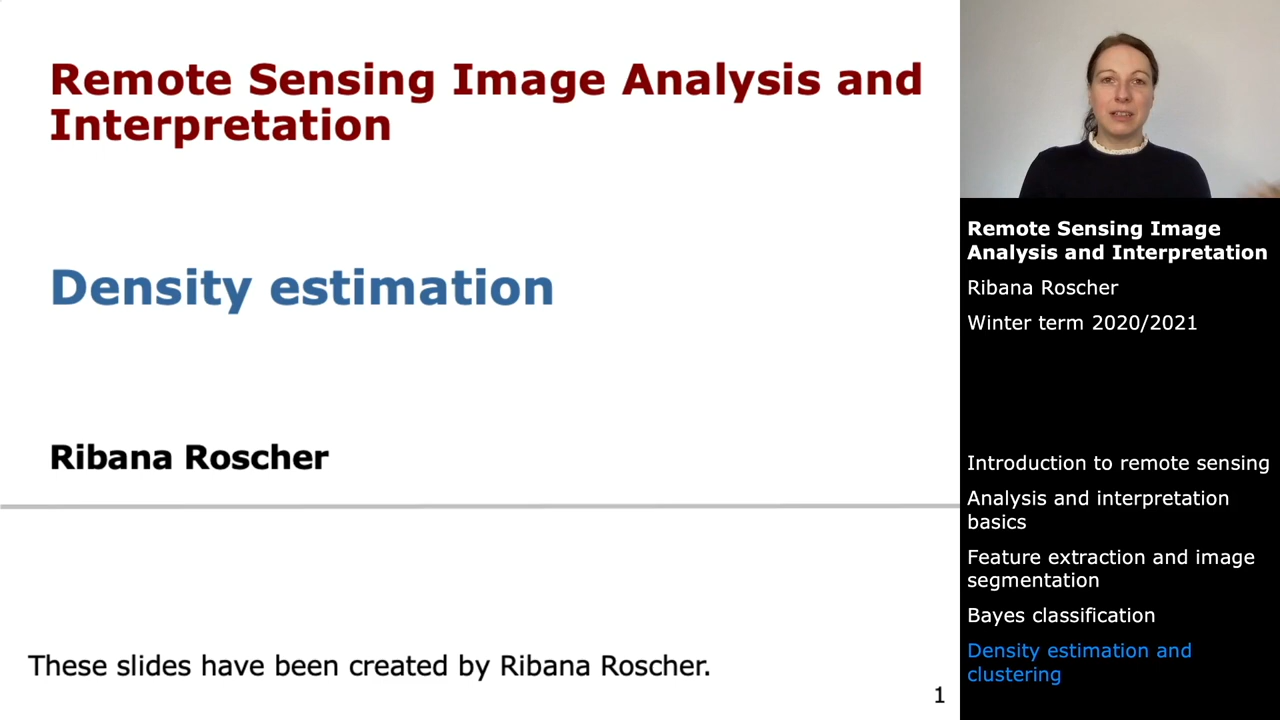 Remote Sensing Image Analysis and
Interpretation
Density estimation
Ribana Roscher
These slides have been created by Ribana Roscher.
1
Remote Sensing Image
Analysis and Interpretation
Ribana Roscher
Winter term 2020/2021
Introduction to remote sensing
Analysis and interpretation
basics
Feature extraction and image
segmentation
Bayes classification
Density estimation and
clustering